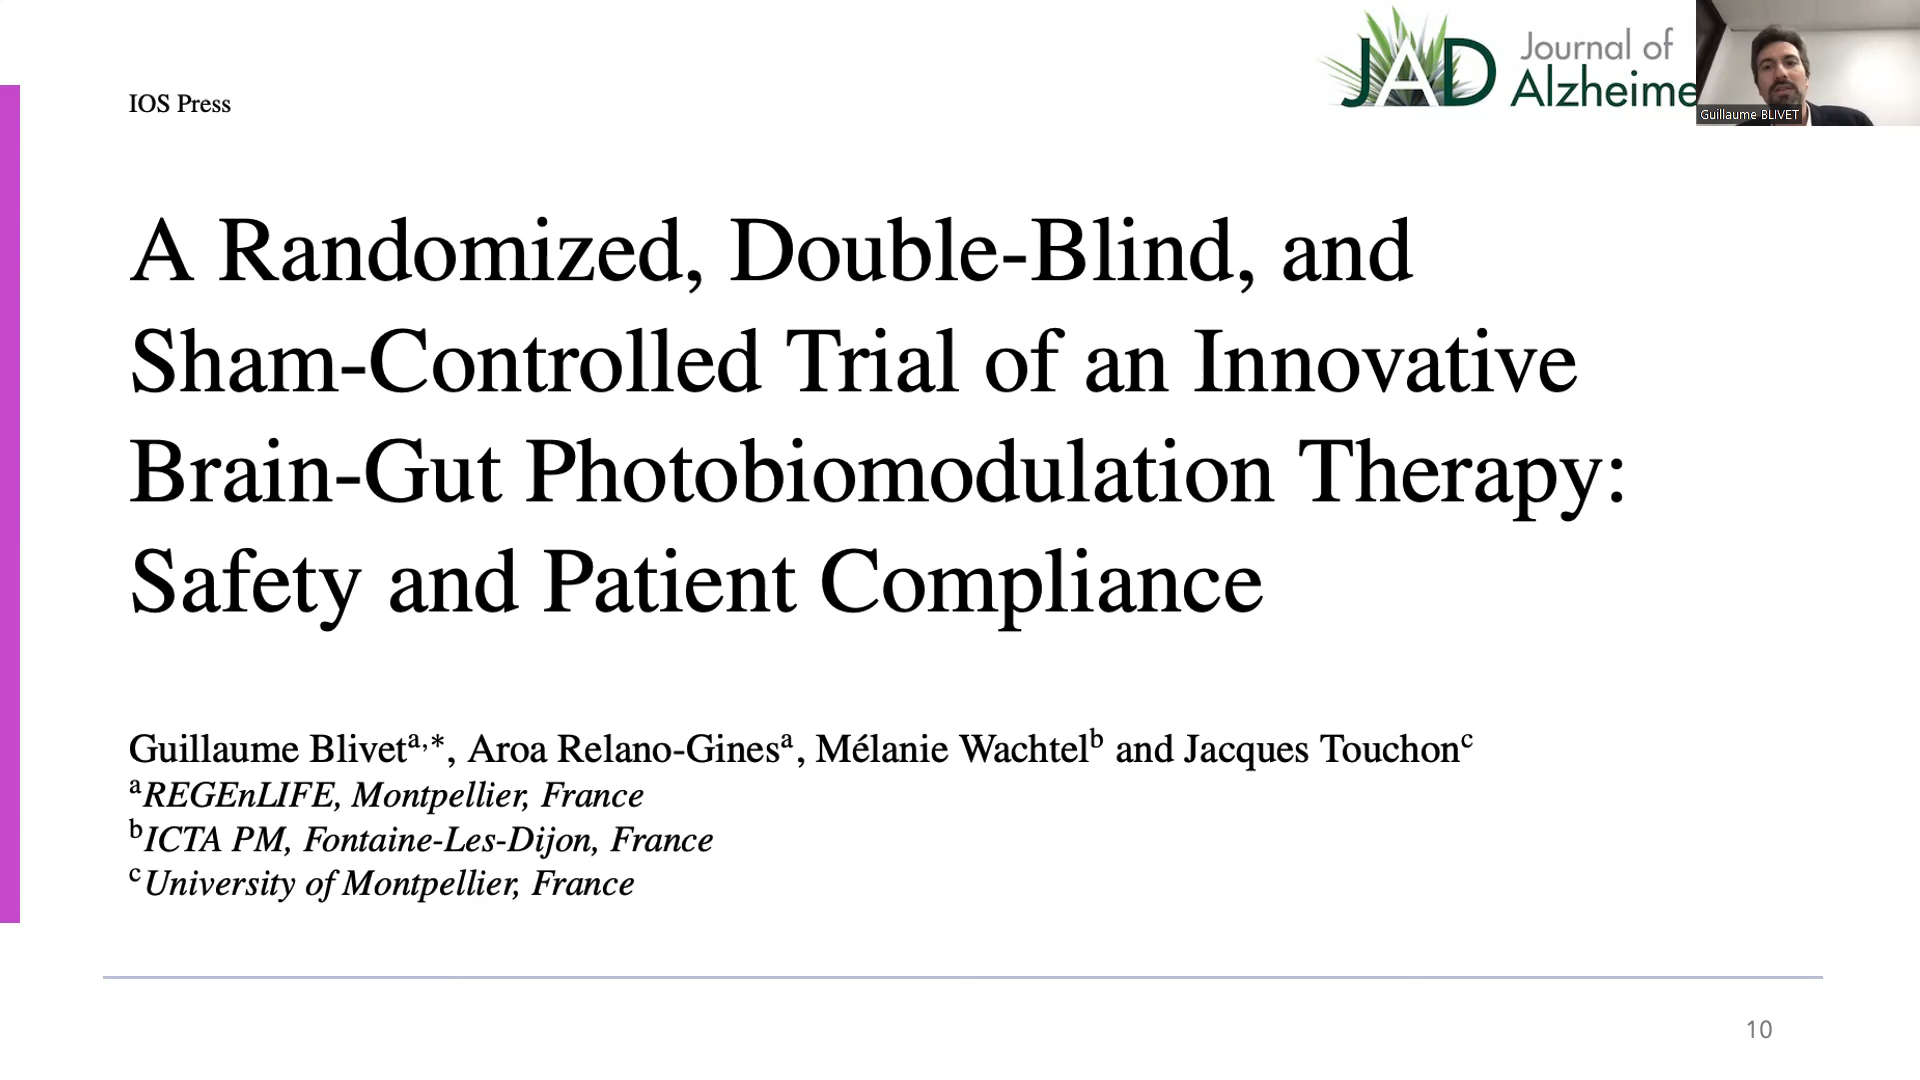 IOS Press
JAD
Journal of
Alzheime
Guillaume BLIVET
A Randomized, Double-Blind, and
Sham-Controlled Trial of an Innovative
Brain-Gut Photobiomodulation Therapy:
Safety and Patient Compliance
Guillaume Blivetᵃ,*, Aroa Relano-Ginesᵃ, Mélanie Wachtelᵇ and Jacques Touchonᶜ
ᵃREGEnLIFE, Montpellier, France
ᵇICTA PM, Fontaine-Les-Dijon, France
ᶜUniversity of Montpellier, France
10